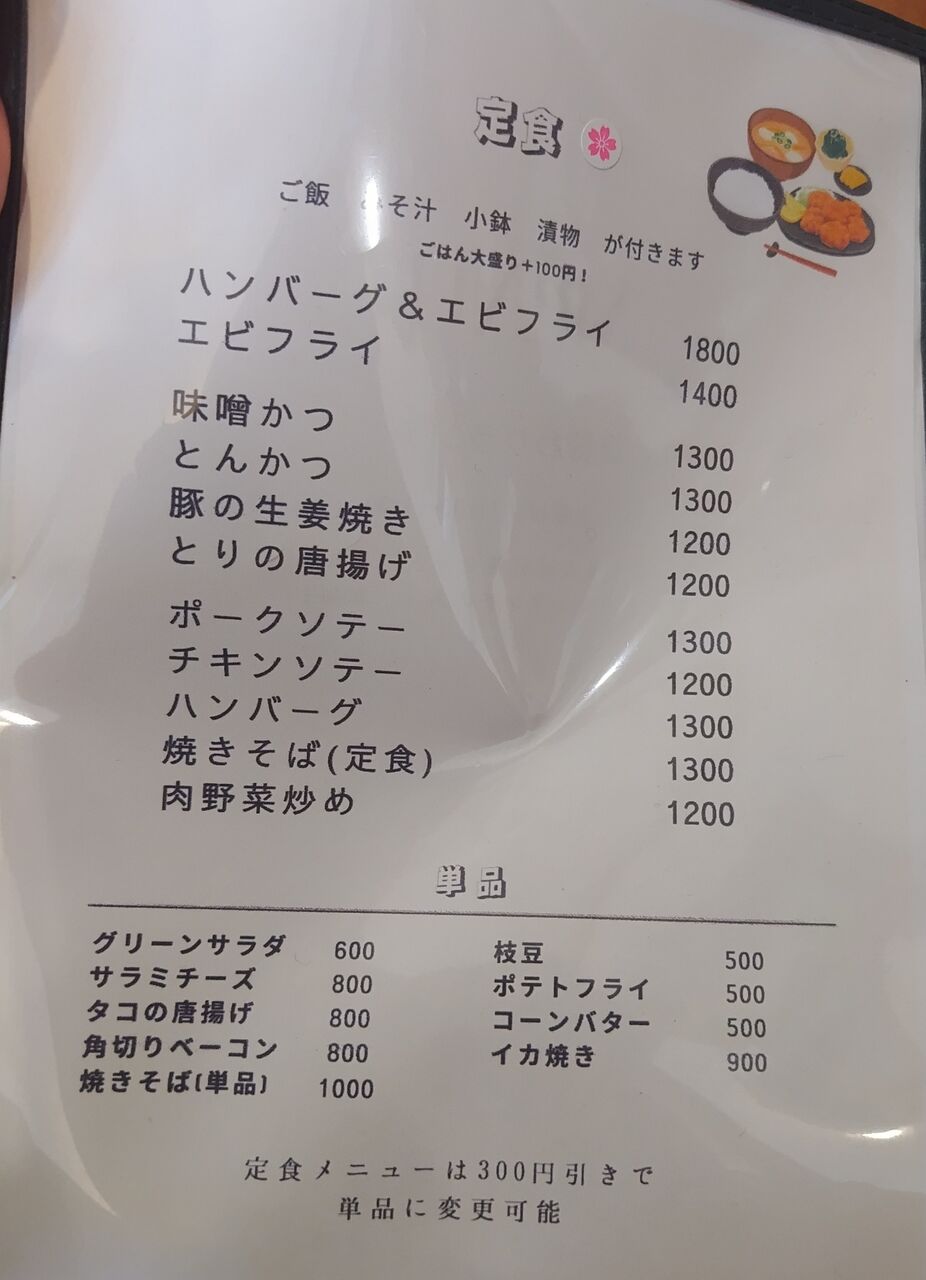 定食
ご飯 みそ汁 小鉢 漬物 が付きます
ごはん大盛り+100円!
ハンバーグ&エビフライ 1800
エビフライ 1400
味噌かつ 1300
とんかつ 1300
豚の生姜焼き 1200
とりの唐揚げ 1200
ポークソテー 1300
チキンソテー 1200
ハンバーグ 1300
焼きそば(定食) 1300
肉野菜炒め 1200
単品
グリーンサラダ 600
サラミチーズ 800
タコの唐揚げ 800
角切りベーコン 800
焼きそば(単品) 1000
枝豆 500
ポテトフライ 500
コーンバター 500
イカ焼き 900
定食メニューは300円引きで
単品に変更可能